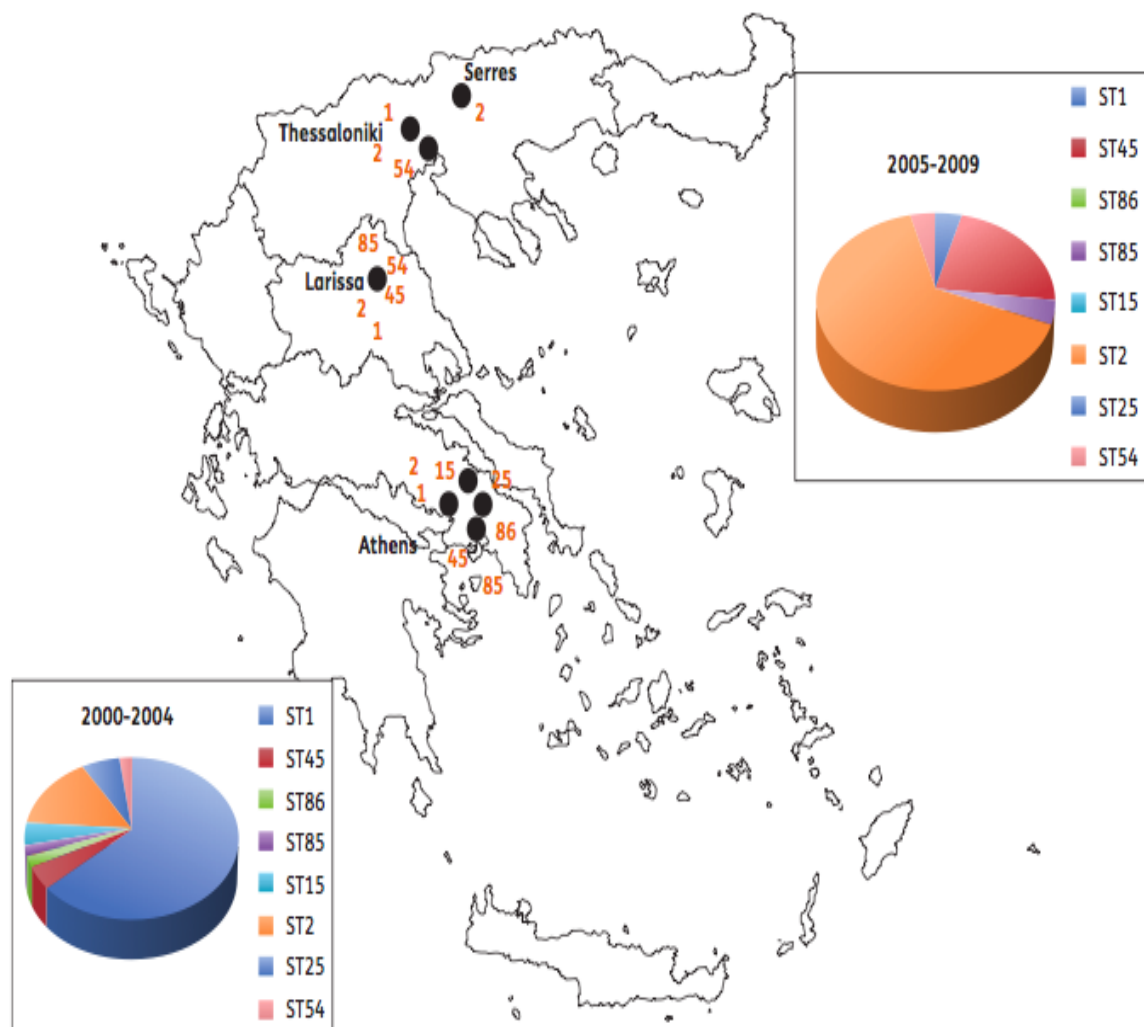 Serres
1
2
Thessaloniki
2
54
85
54
Larissa
45
2
1
2
15
25
1
86
Athens
45
85
2005-2009
ST1
ST45
ST86
ST85
ST15
ST2
ST25
ST54
2000-2004
ST1
ST45
ST86
ST85
ST15
ST2
ST25
ST54